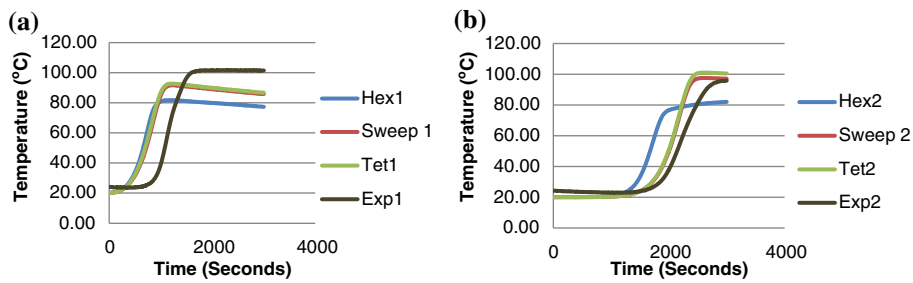 (a)
Temperature (°C)
120.00
100.00
80.00
60.00
40.00
20.00
0.00
0
2000
4000
Time (Seconds)
Hex1
Sweep 1
Tet1
Exp1
(b)
Temperature (°C)
120.00
100.00
80.00
60.00
40.00
20.00
0.00
0
2000
4000
Time (Seconds)
Hex2
Sweep 2
Tet2
Exp2